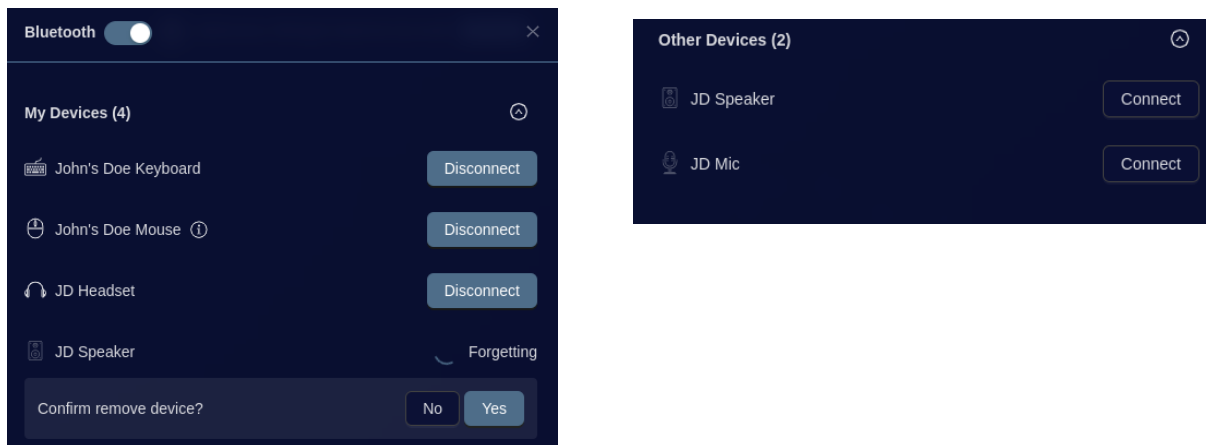 Bluetooth
My Devices (4)
John's Doe Keyboard Disconnect
John's Doe Mouse Disconnect
JD Headset Disconnect
JD Speaker Forgetting
Confirm remove device? No Yes
Other Devices (2)
JD Speaker Connect
JD Mic Connect